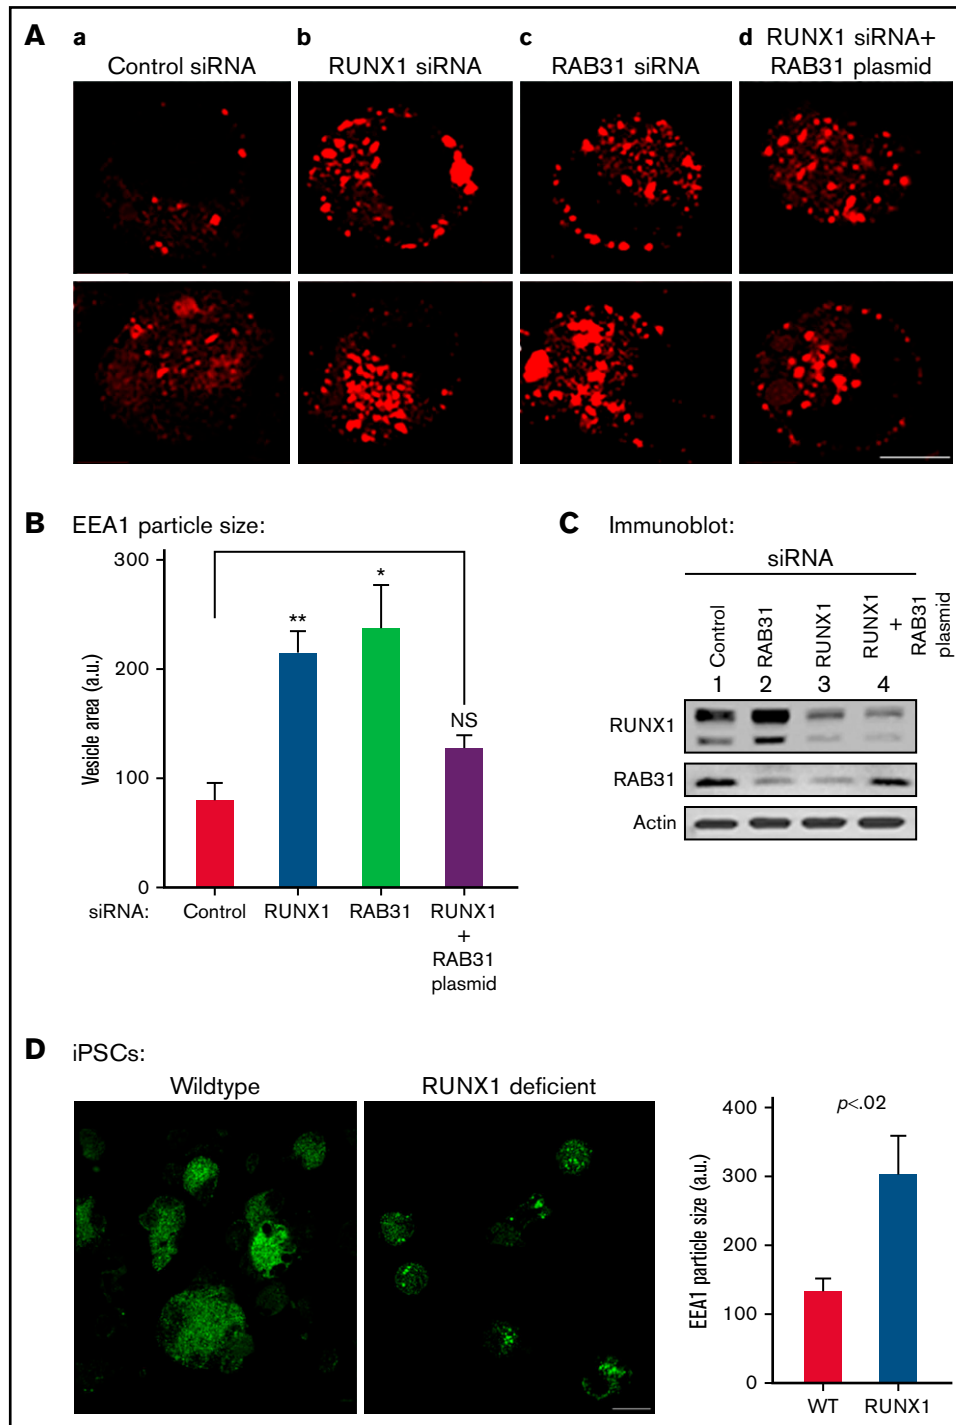 A
a
Control siRNA
b
RUNX1 siRNA
c
RAB31 siRNA
d
RUNX1 siRNA+
RAB31 plasmid
B
EEA1 particle size:
Vesicle area (a.u.)
300
200
100
0
**
*
NS
siRNA:
Control
RUNX1
RAB31
RUNX1
+
RAB31
plasmid
C
Immunoblot:
siRNA
Control
RAB31
RUNX1
RUNX1
+
RAB31
plasmid
1
2
3
4
RUNX1
RAB31
Actin
D
iPSCs:
Wildtype
RUNX1 deficient
EEA1 particle size (a.u.)
400
300
200
100
0
p<.02
WT
RUNX1